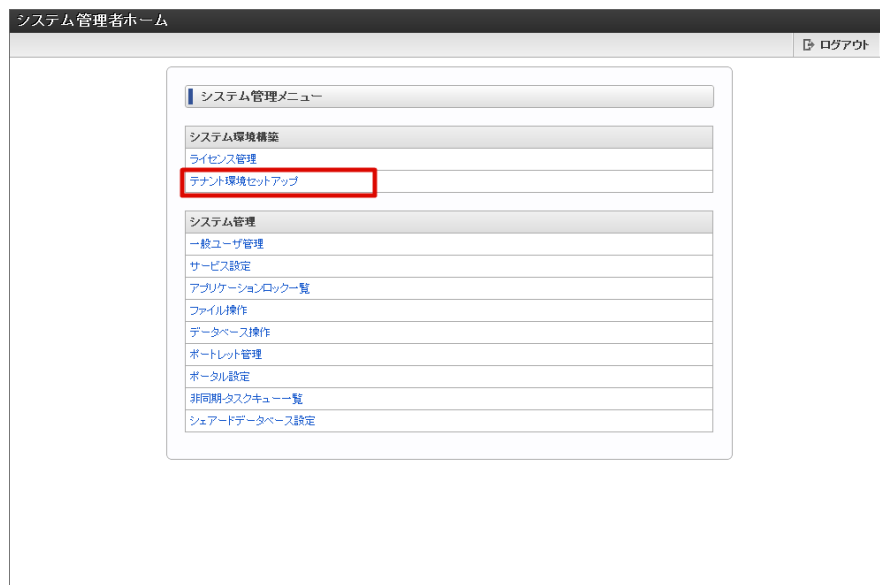 システム管理者ホーム
ログアウト
システム管理メニュー
システム環境構築
ライセンス管理
テナント環境セットアップ
システム管理
一般ユーザ管理
サービス設定
アプリケーションロック一覧
ファイル操作
データベース操作
ポートレット管理
ポータル設定
非同期-タスクキュー一覧
シェアードデータベース設定